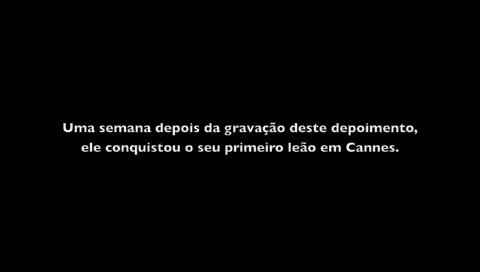 Uma semana depois da gravação deste depoimento,
ele conquistou o seu primeiro leão em Cannes.